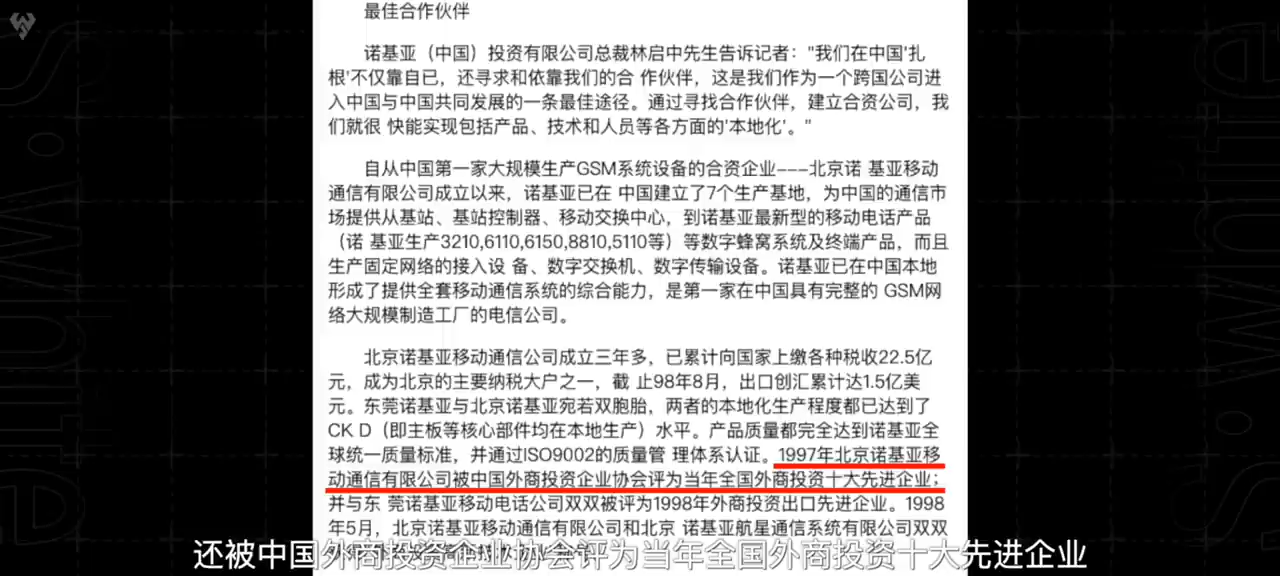 最佳合作伙伴
诺基亚（中国）投资有限公司总裁林启中先生告诉记者："我们在中国'扎
根'不仅靠自已，还寻求和依靠我们的合 作伙伴，这是我们作为一个跨国公司进
入中国与中国共同发展的一条最佳途径。通过寻找合作伙伴，建立合资公司，我
们就很 快能实现包括产品、技术和人员等各方面的'本地化'。"
自从中国第一家大规模生产GSM系统设备的合资企业---北京诺 基亚移动
通信有限公司成立以来，诺基亚已在 中国建立了7个生产基地，为中国的通信市
场提供从基站、基站控制器、移动交换中心，到诺基亚最新型的移动电话产品
（诺 基亚生产3210,6110,6150,8810,5110等）等数字蜂窝系统及终端产品，而且
生产固定网络的接入设 备、数字交换机、数字传输设备。诺基亚已在中国本地
形成了提供全套移动通信系统的综合能力，是第一家在中国具有完整的 GSM网
络大规模制造工厂的电信公司。
北京诺基亚移动通信公司成立三年多，已累计向国家上缴各种税收22.5亿
元，成为北京的主要纳税大户之一，截 止98年8月，出口创汇累计达1.5亿美
元。东莞诺基亚与北京诺基亚宛若双胞胎，两者的本地化生产程度都已达到了
CK D（即主板等核心部件均在本地生产）水平。产品质量都完全达到诺基亚全
球统一质量标准，并通过ISO9002的质量管 理体系认证。1997年北京诺基亚移
动通信有限公司被中国外商投资企业协会评为当年全国外商投资十大先进企业；
并与东 莞诺基亚移动电话公司双双被评为1998年外商投资出口先进企业。1998
年5月，北京诺基亚移动通信有限公司和北京 诺基亚航星通信系统有限公司双双
还被中国外商投资企业协会评为当年全国外商投资十大先进企业